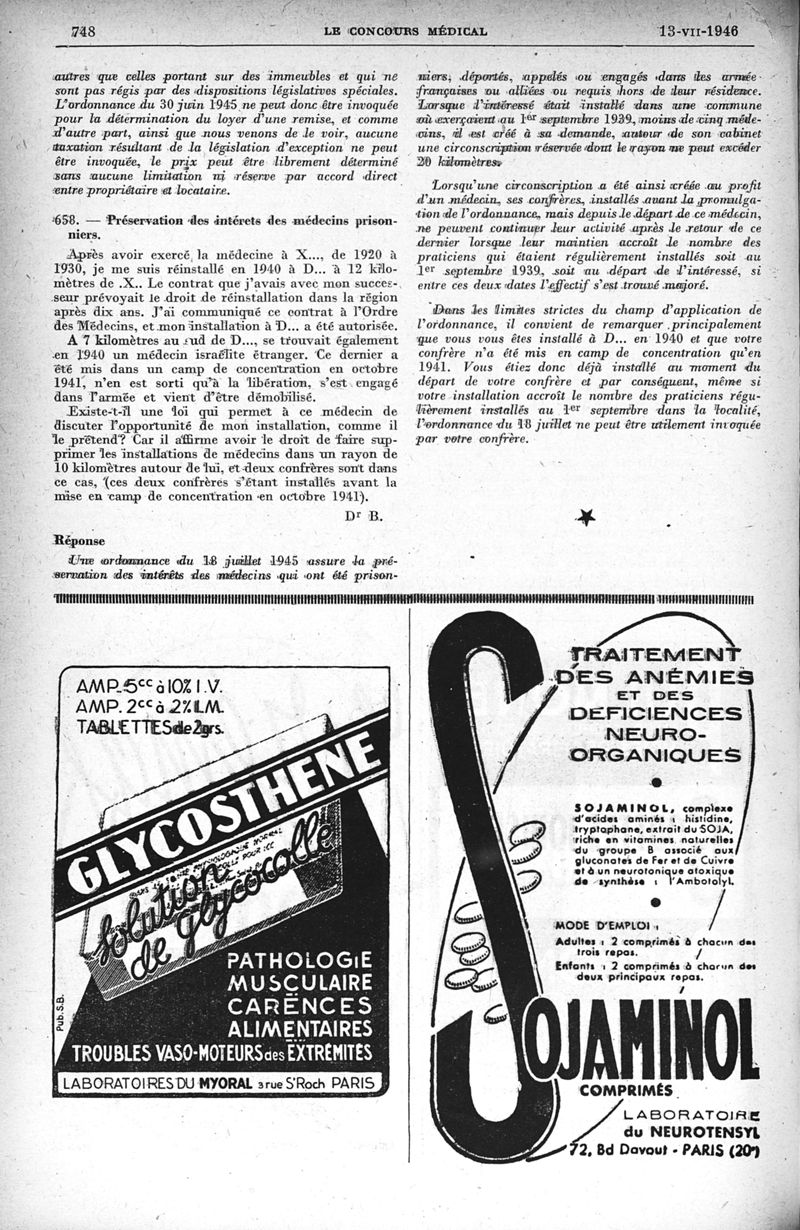 748
LE CONCOURS MÉDICAL
13-VII-1946
autres que celles portant sur des immeubles et qui ne
sont pas régis par des dispositions législatives spéciales.
L'ordonnance du 30 juin 1945 ne peut donc être invoquée
pour la détermination du loyer d'une remise, et comme
d'autre part, ainsi que nous venons de le voir, aucune
taxation résultant de la législation d'exception ne peut
être invoquée, le prix peut être librement déterminé
sans aucune limitation ni réserve par accord direct
entre propriétaire et locataire.
658. — Préservation des intérets des médecins prison-
niers.
Après avoir exercé la médecine à X..., de 1920 à
1930, je me suis réinstallé en 1940 à D... à 12 kilo-
mètres de X.. Le contrat que j'avais avec mon succes-
seur prévoyait le droit de réinstallation dans la région
après dix ans. J'ai communiqué ce contrat à l'Ordre
des Médecins, et mon installation à D... a été autorisée.
A 7 kilomètres au sud de D..., se trouvait également
en 1940 un médecin israélite étranger. Ce dernier a
été mis dans un camp de concentration en octobre
1941, n'en est sorti qu'à la libération, s'est engagé
dans l'armée et vient d'être démobilisé.
Existe-t-il une loi qui permet à ce médecin de
discuter l'opportunité de mon installation, comme il
le prétend? Car il affirme avoir le droit de faire sup-
primer les installations de médecins dans un rayon de
10 kilomètres autour de lui, et deux confrères sont dans
ce cas, (ces deux confrères s'étant installés avant la
mise en camp de concentration en octobre 1941).
Dr B.
Réponse
Une ordonnance du 18 juillet 1945 assure la pré-
servation des intérêts des médecins qui ont été prison-
niers, déportés, appelés ou engagés dans les armée
françaises ou alliées ou requis hors de leur résidence.
Lorsque l'intéressé était installé dans une commune
où exerçaient au 1er septembre 1939, moins de cinq méde-
cins, il est créé à sa demande, autour de son cabinet
une circonscription réservée dont le rayon ne peut excéder
20 kilomètres.
Lorsqu'une circonscription a été ainsi créée au profit
d'un médecin, ses confrères, installés avant la promulga-
tion de l'ordonnance, mais depuis le départ de ce médecin,
ne peuvent continuer leur activité après le retour de ce
dernier lorsque leur maintien accroît le nombre des
praticiens qui étaient régulièrement installés soit au
1er septembre 1939, soit au départ de l'intéressé, si
entre ces deux dates l'effectif s'est trouvé majoré.
Dans les limites strictes du champ d'application de
l'ordonnance, il convient de remarquer principalement
que vous vous êtes installé à D... en 1940 et que votre
confrère n'a été mis en camp de concentration qu'en
1941. Vous étiez donc déjà installé au moment du
départ de votre confrère et par conséquent, même si
votre installation accroît le nombre des praticiens régu-
lièrement installés au 1er septembre dans la localité,
l'ordonnance du 18 juillet ne peut être utilement invoquée
par votre confrère.
AMP. 5cc à 10% I.V.
AMP. 2cc à 2% I.M.
TABLETTES de 2grs.
GLYCOSTHENE
Solution
de glycocolle
PATHOLOGIE
MUSCULAIRE
CARENCES
ALIMENTAIRES
TROUBLES VASO-MOTEURS des EXTRÉMITÉS
Pub. S.B.
LABORATOIRES DU MYORAL 3 rue St Roch PARIS
TRAITEMENT
DES ANÉMIES
ET DES
DEFICIENCES
NEURO-
ORGANIQUES
SOJAMINOL, complexe
d'acides aminés : histidine,
tryptophane, extrait du SOJA,
riche en vitamines naturelles
du groupe B associé aux
gluconates de Fer et de Cuivre
et à un neurotonique atoxique
de synthèse : l'Ambotolyl.
MODE D'EMPLOI :
Adultes : 2 comprimés à chacun des
trois repas.
Enfants : 2 comprimés à chacun des
deux principaux repas.
SOJAMINOL
COMPRIMÉS
LABORATOIRE
du NEUROTENSYL
72, Bd Davout - PARIS (20e)